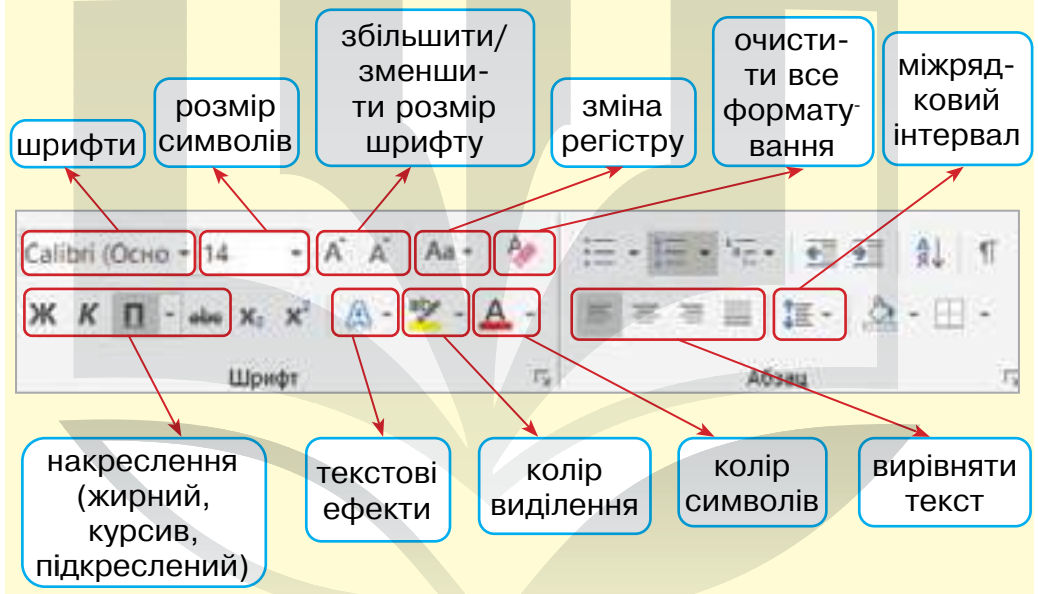 шрифти
розмір
символів
збільшити/
зменши-
ти розмір
шрифту
зміна
регістру
очисти-
ти все
формату-
вання
міжряд-
ковий
інтервал
Calibri (Осно
14
A A
Aa
A
А
Я
¶
Ж К П abc x₂ x² A aby A
Шрифт
Абзац
накреслення
(жирний,
курсив,
підкреслений)
текстові
ефекти
колір
виділення
колір
символів
вирівняти
текст